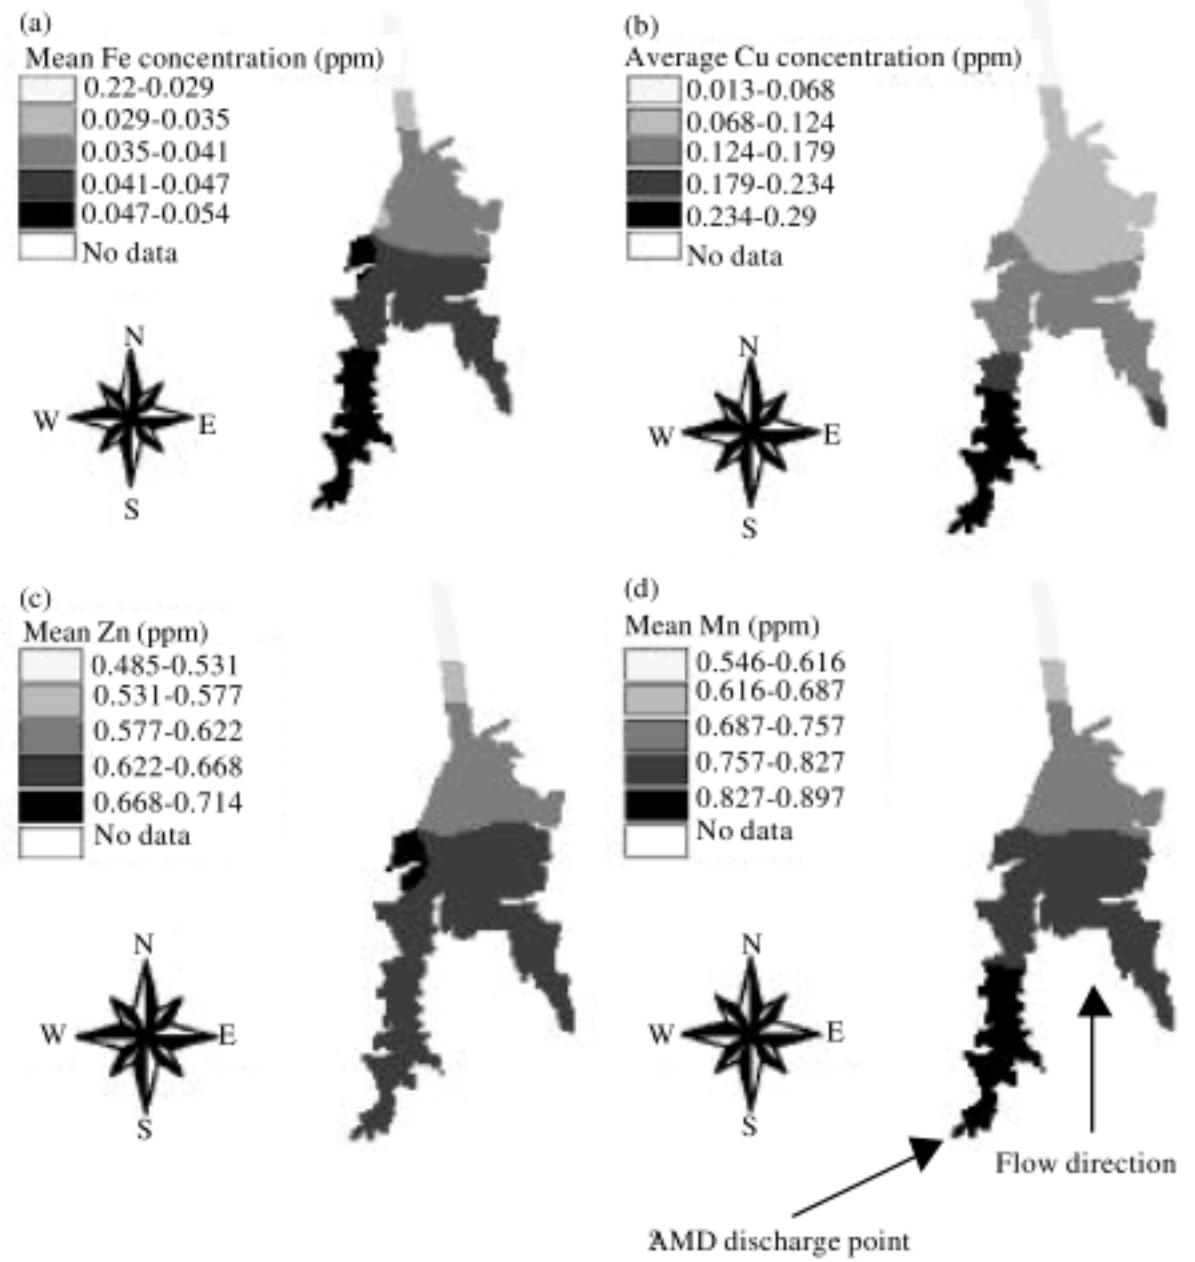 (a)
Mean Fe concentration (ppm)
0.22-0.029
0.029-0.035
0.035-0.041
0.041-0.047
0.047-0.054
No data
N
W
E
S
(b)
Average Cu concentration (ppm)
0.013-0.068
0.068-0.124
0.124-0.179
0.179-0.234
0.234-0.29
No data
N
W
E
S
(c)
Mean Zn (ppm)
0.485-0.531
0.531-0.577
0.577-0.622
0.622-0.668
0.668-0.714
No data
N
W
E
S
(d)
Mean Mn (ppm)
0.546-0.616
0.616-0.687
0.687-0.757
0.757-0.827
0.827-0.897
No data
N
W
E
S
Flow direction
AMD discharge point